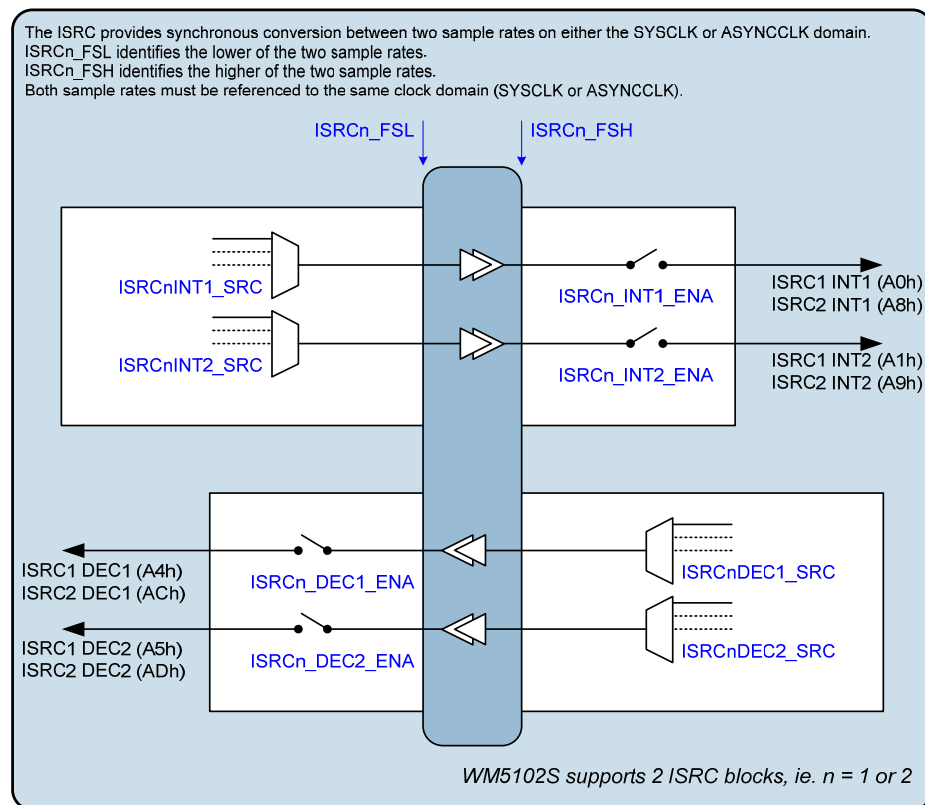 The ISRC provides synchronous conversion between two sample rates on either the SYSCLK or ASYNCCLK domain.
ISRCn_FSL identifies the lower of the two sample rates.
ISRCn_FSH identifies the higher of the two sample rates.
Both sample rates must be referenced to the same clock domain (SYSCLK or ASYNCCLK).
ISRCn_FSL
ISRCn_FSH
ISRCnINT1_SRC
ISRCn_INT1_ENA
ISRC1 INT1 (A0h)
ISRC2 INT1 (A8h)
ISRCnINT2_SRC
ISRCn_INT2_ENA
ISRC1 INT2 (A1h)
ISRC2 INT2 (A9h)
ISRC1 DEC1 (A4h)
ISRC2 DEC1 (ACh)
ISRCn_DEC1_ENA
ISRCnDEC1_SRC
ISRC1 DEC2 (A5h)
ISRC2 DEC2 (ADh)
ISRCn_DEC2_ENA
ISRCnDEC2_SRC
WM5102S supports 2 ISRC blocks, ie. n = 1 or 2